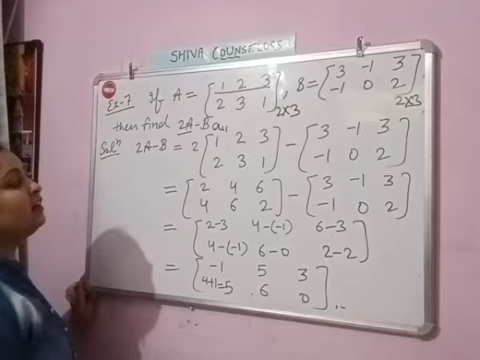 SHIVA COUNSELOSS
Ex-7 If A = [1 2 3 / 2 3 1] 2×3, B = [3 -1 3 / -1 0 2] 2×3
then find 2A-B
Solⁿ 2A-B = 2 [1 2 3 / 2 3 1] - [3 -1 3 / -1 0 2]
= [2 4 6 / 4 6 2] - [3 -1 3 / -1 0 2]
= [2-3 4-(-1) 6-3 / 4-(-1) 6-0 2-2]
= [-1 5 3 / 4+1=5 6 0]